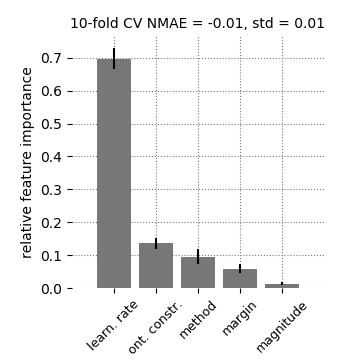 10-fold CV NMAE = -0.01, std = 0.01
relative feature importance
0.7
0.6
0.5
0.4
0.3
0.2
0.1
0.0
learn. rate
ont. constr.
method
margin
magnitude